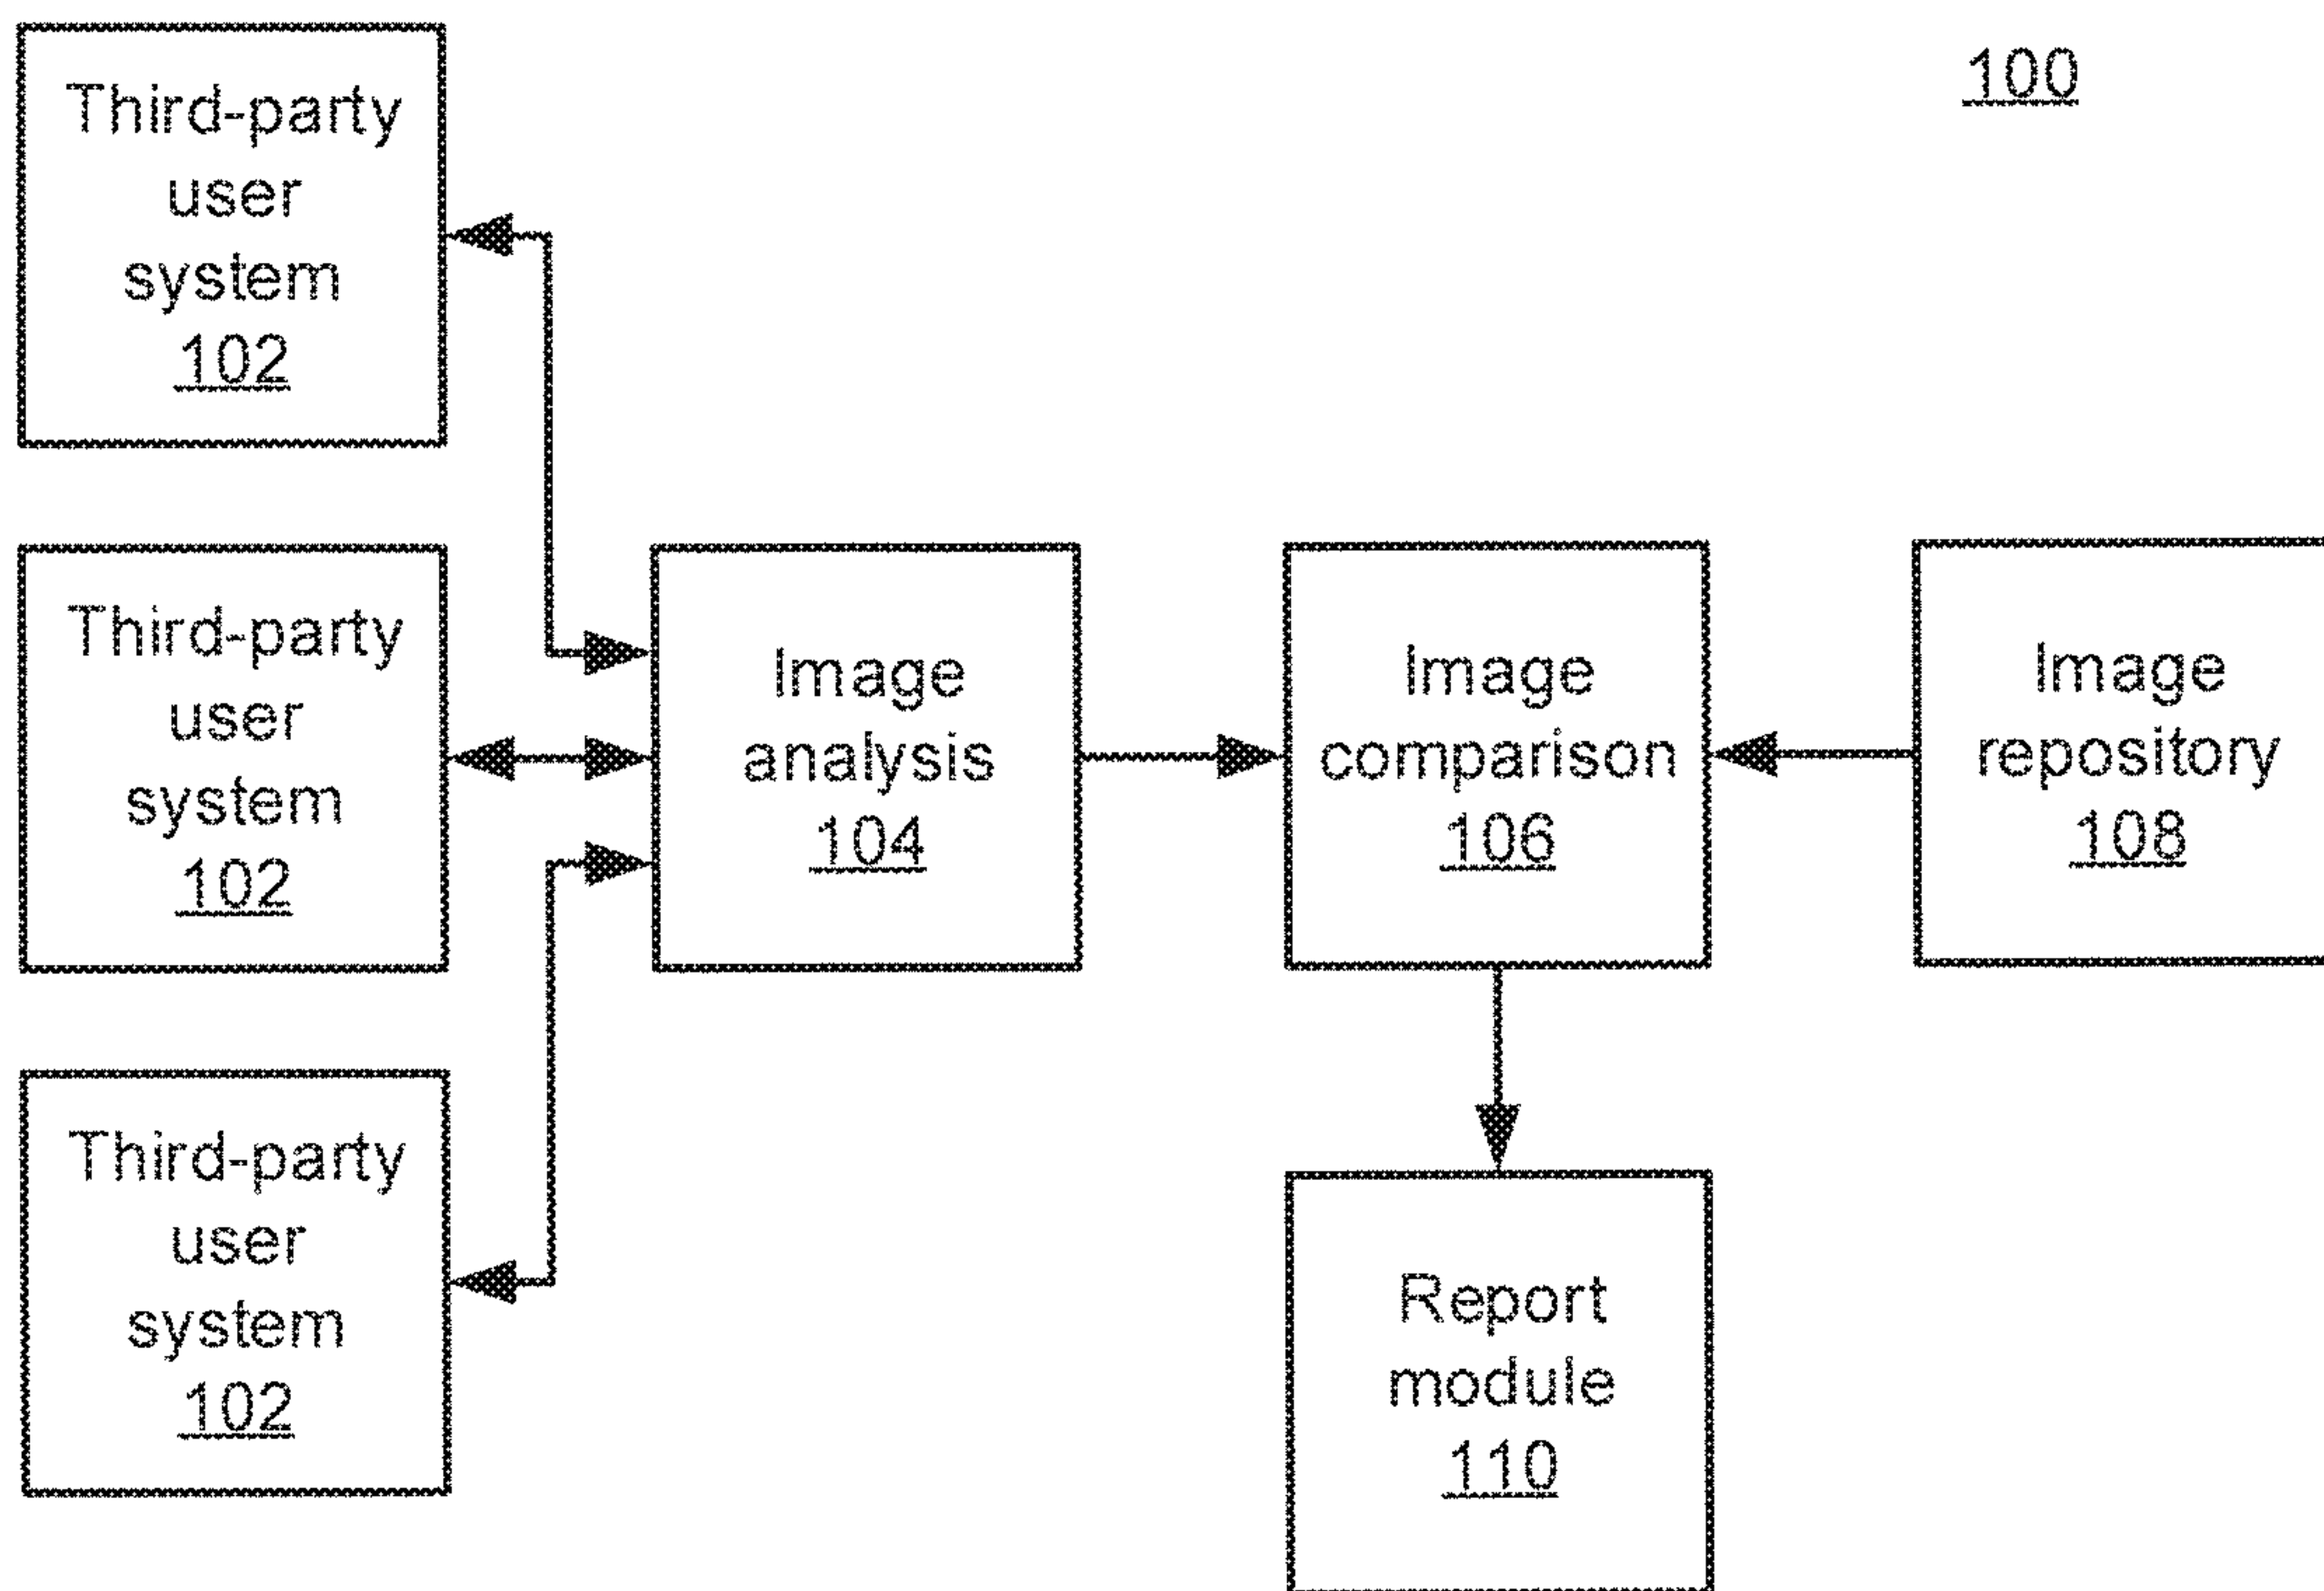 100
Third-party
user
system
102
Third-party
user
system
102
Third-party
user
system
102
Image
analysis
104
Image
comparison
106
Image
repository
108
Report
module
110